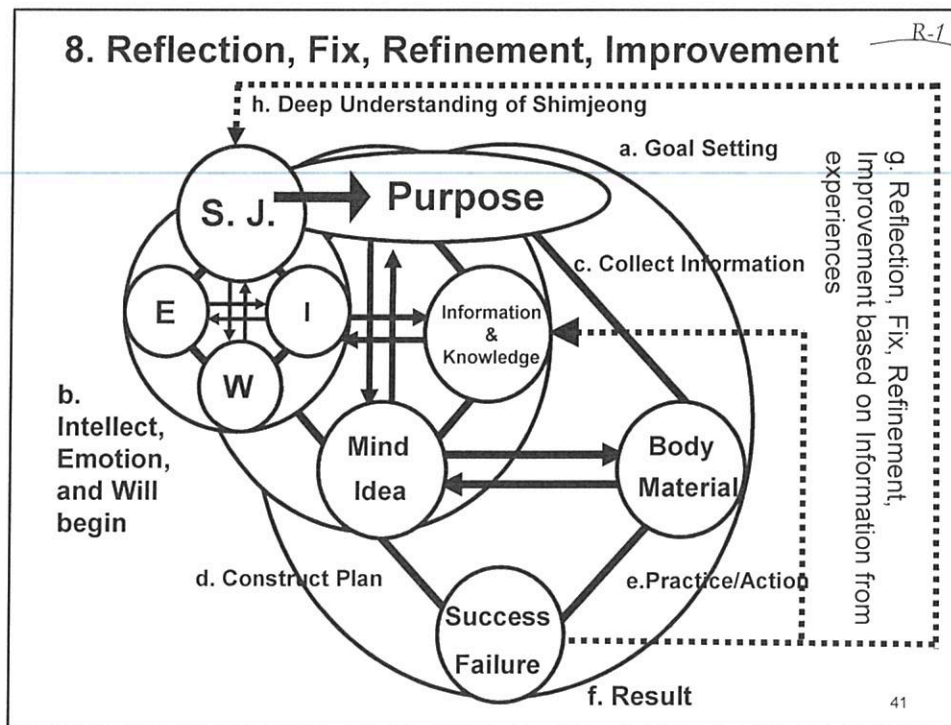 R-1
8. Reflection, Fix, Refinement, Improvement
h. Deep Understanding of Shimjeong
a. Goal Setting
g. Reflection, Fix, Refinement,
Improvement based on Information from
experiences
S. J.
Purpose
c. Collect Information
E
I
W
Information
&
Knowledge
b.
Intellect,
Emotion,
and Will
begin
Mind
Idea
Body
Material
d. Construct Plan
e.Practice/Action
Success
Failure
f. Result
41